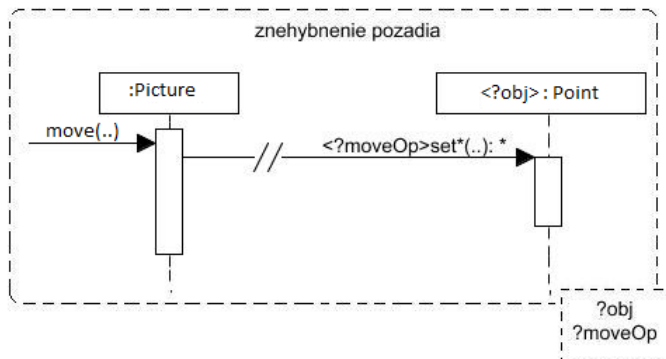 znehybnenie pozadia
:Picture
<?obj> : Point
move(..)
<?moveOp>set*(..): *
?obj
?moveOp